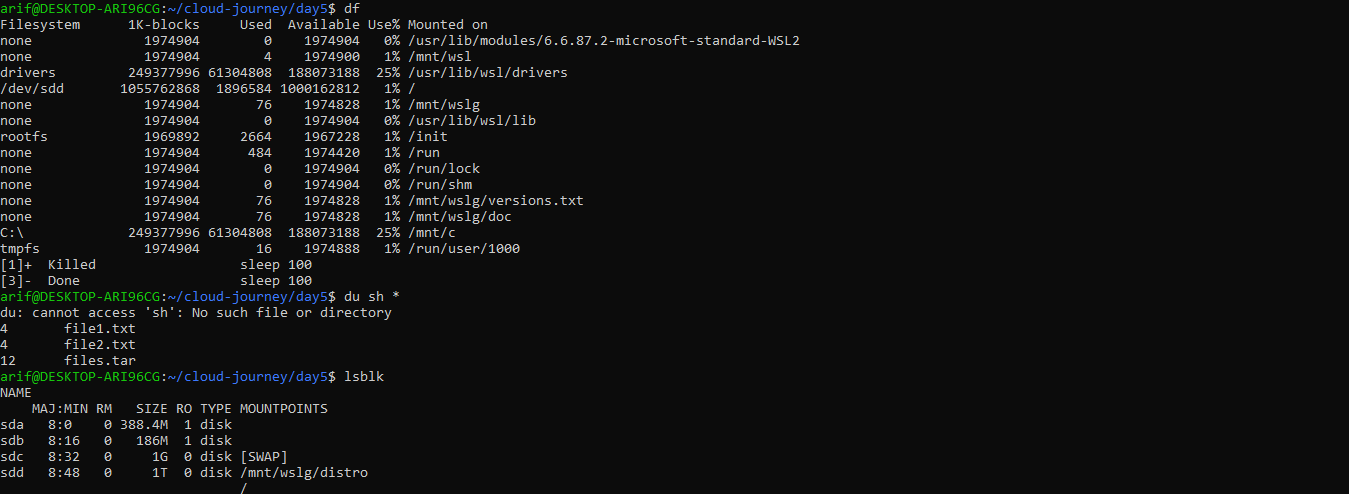 arif@DESKTOP-ARI96CG:~/cloud-journey/day5$ df
Filesystem      1K-blocks     Used  Available Use% Mounted on
none              1974904        0    1974904   0% /usr/lib/modules/6.6.87.2-microsoft-standard-WSL2
none              1974904        4    1974900   1% /mnt/wsl
drivers         249377996 61304808  188073188  25% /usr/lib/wsl/drivers
/dev/sdd       1055762868  1896584 1000162812   1% /
none              1974904       76    1974828   1% /mnt/wslg
none              1974904        0    1974904   0% /usr/lib/wsl/lib
rootfs            1969892     2664    1967228   1% /init
none              1974904      484    1974420   1% /run
none              1974904        0    1974904   0% /run/lock
none              1974904        0    1974904   0% /run/shm
none              1974904       76    1974828   1% /mnt/wslg/versions.txt
none              1974904       76    1974828   1% /mnt/wslg/doc
C:\             249377996 61304808  188073188  25% /mnt/c
tmpfs             1974904       16    1974888   1% /run/user/1000
[1]+  Killed                  sleep 100
[3]-  Done                    sleep 100
arif@DESKTOP-ARI96CG:~/cloud-journey/day5$ du sh *
du: cannot access 'sh': No such file or directory
4       file1.txt
4       file2.txt
12      files.tar
arif@DESKTOP-ARI96CG:~/cloud-journey/day5$ lsblk
NAME
    MAJ:MIN RM   SIZE RO TYPE MOUNTPOINTS
sda   8:0    0 388.4M  1 disk
sdb   8:16   0   186M  1 disk
sdc   8:32   0     1G  0 disk [SWAP]
sdd   8:48   0     1T  0 disk /mnt/wslg/distro
                              /